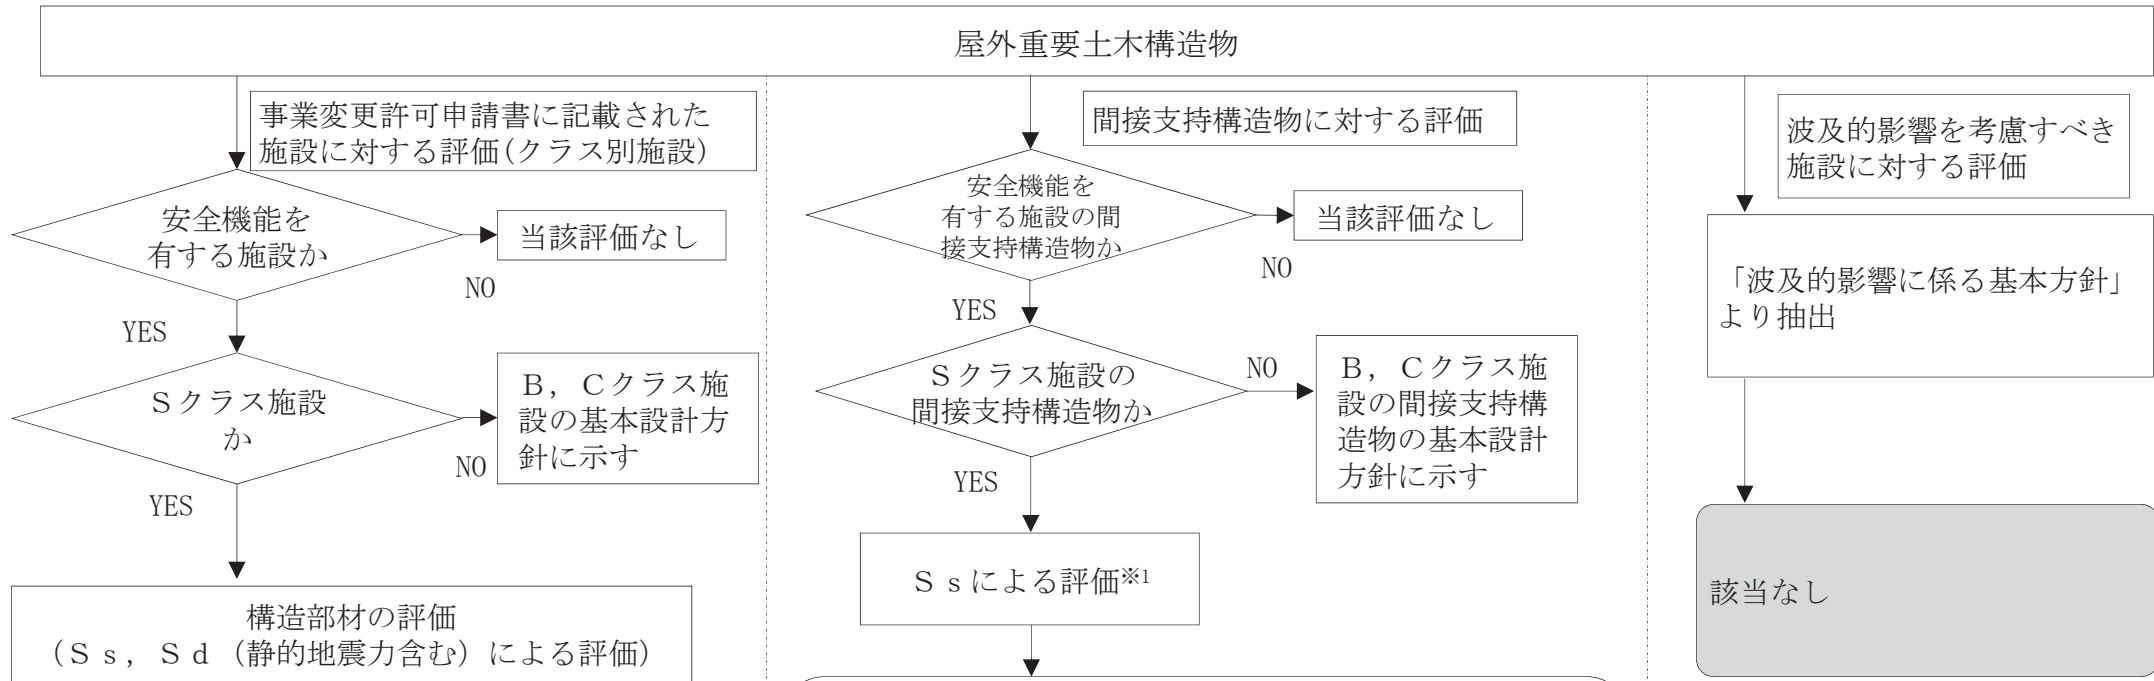 屋外重要土木構造物
事業変更許可申請書に記載された
施設に対する評価(クラス別施設)
安全機能を
有する施設か
当該評価なし
NO
YES
Sクラス施設
か
B，Cクラス施
設の基本設計方
針に示す
NO
YES
構造部材の評価
（Ｓｓ，Ｓｄ（静的地震力含む）による評価）
間接支持構造物に対する評価
安全機能を
有する施設の間
接支持構造物か
当該評価なし
NO
YES
Sクラス施設の
間接支持構造物か
NO
B，Cクラス施
設の間接支持構
造物の基本設計
方針に示す
YES
Ｓｓによる評価※1
波及的影響を考慮すべき
施設に対する評価
「波及的影響に係る基本方針」
より抽出
該当なし